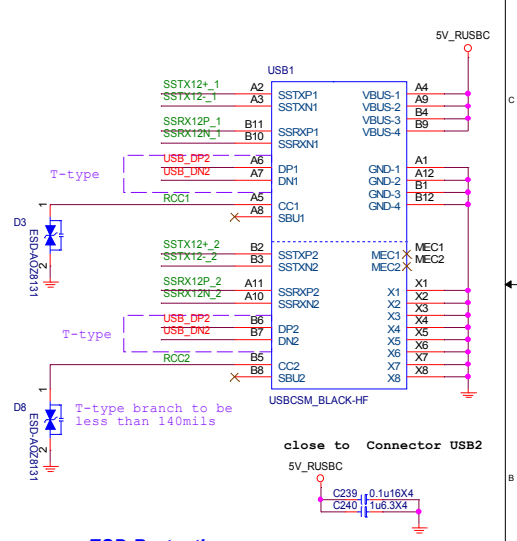 5V_RUSBC
C
USB1
SSTX12+_1 A2 SSTXP1 VBUS-1 A4
SSTX12-_1 A3 SSTXN1 VBUS-2 A9
VBUS-3 B4
SSRX12P_1 B11 SSRXP1 VBUS-4 B9
SSRX12N_1 B10 SSRXN1
USB_DP2 A6 DP1 GND-1 A1
T-type USB_DN2 A7 DN1 GND-2 A12
GND-3 B1
RCC1 A5 CC1 GND-4 B12
A8 SBU1
1
D3
ESD-AOZ8131
2
SSTX12+_2 B2 SSTXP2 MEC1 MEC1
SSTX12-_2 B3 SSTXN2 MEC2 MEC2
SSRX12P_2 A11 SSRXP2 X1 X1
SSRX12N_2 A10 SSRXN2 X2 X2
X3 X3
USB_DP2 B6 DP2 X4 X4
T-type USB_DN2 B7 DN2 X5 X5
X6 X6
RCC2 B5 CC2 X7 X7
B8 SBU2 X8 X8
1
D8
ESD-AOZ8131
2
T-type branch to be
less than 140mils
USBCSM_BLACK-HF
close to Connector USB2
5V_RUSBC
B
C239 0.1u16X4
C240 1u6.3X4